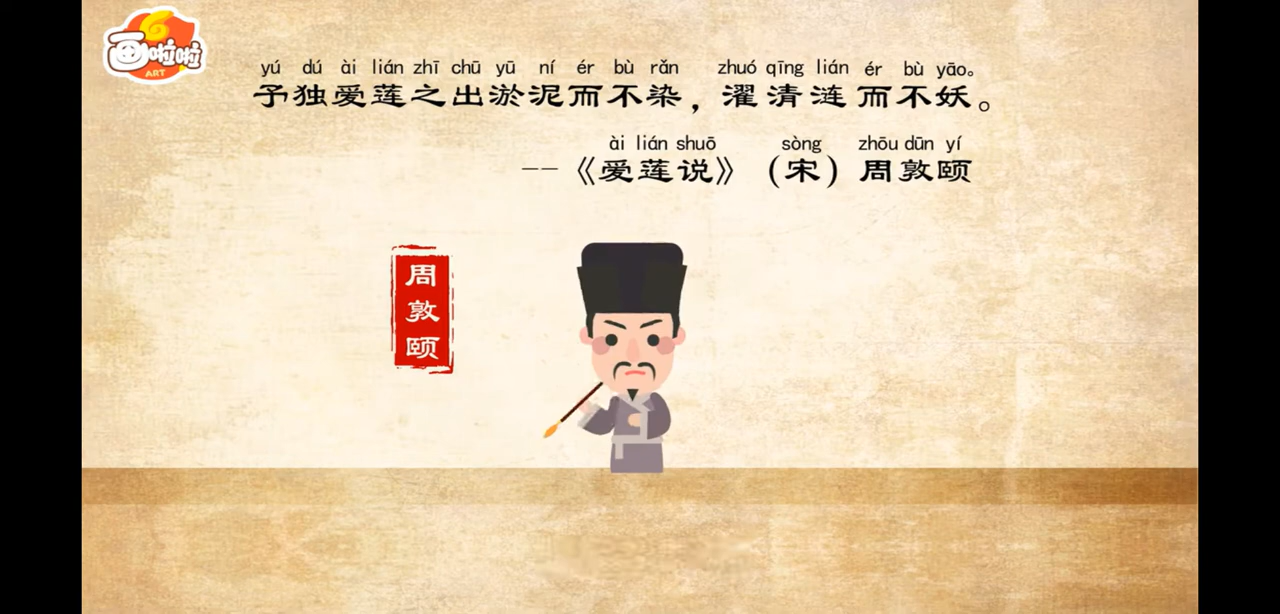 画啦啦
ART
yú dú ài lián zhī chū yū ní ér bù rǎn zhuó qīng lián ér bù yāo。
予独爱莲之出淤泥而不染，濯清涟而不妖。
ài lián shuō sòng zhōu dūn yí
--《爱莲说》（宋）周敦颐
周敦颐